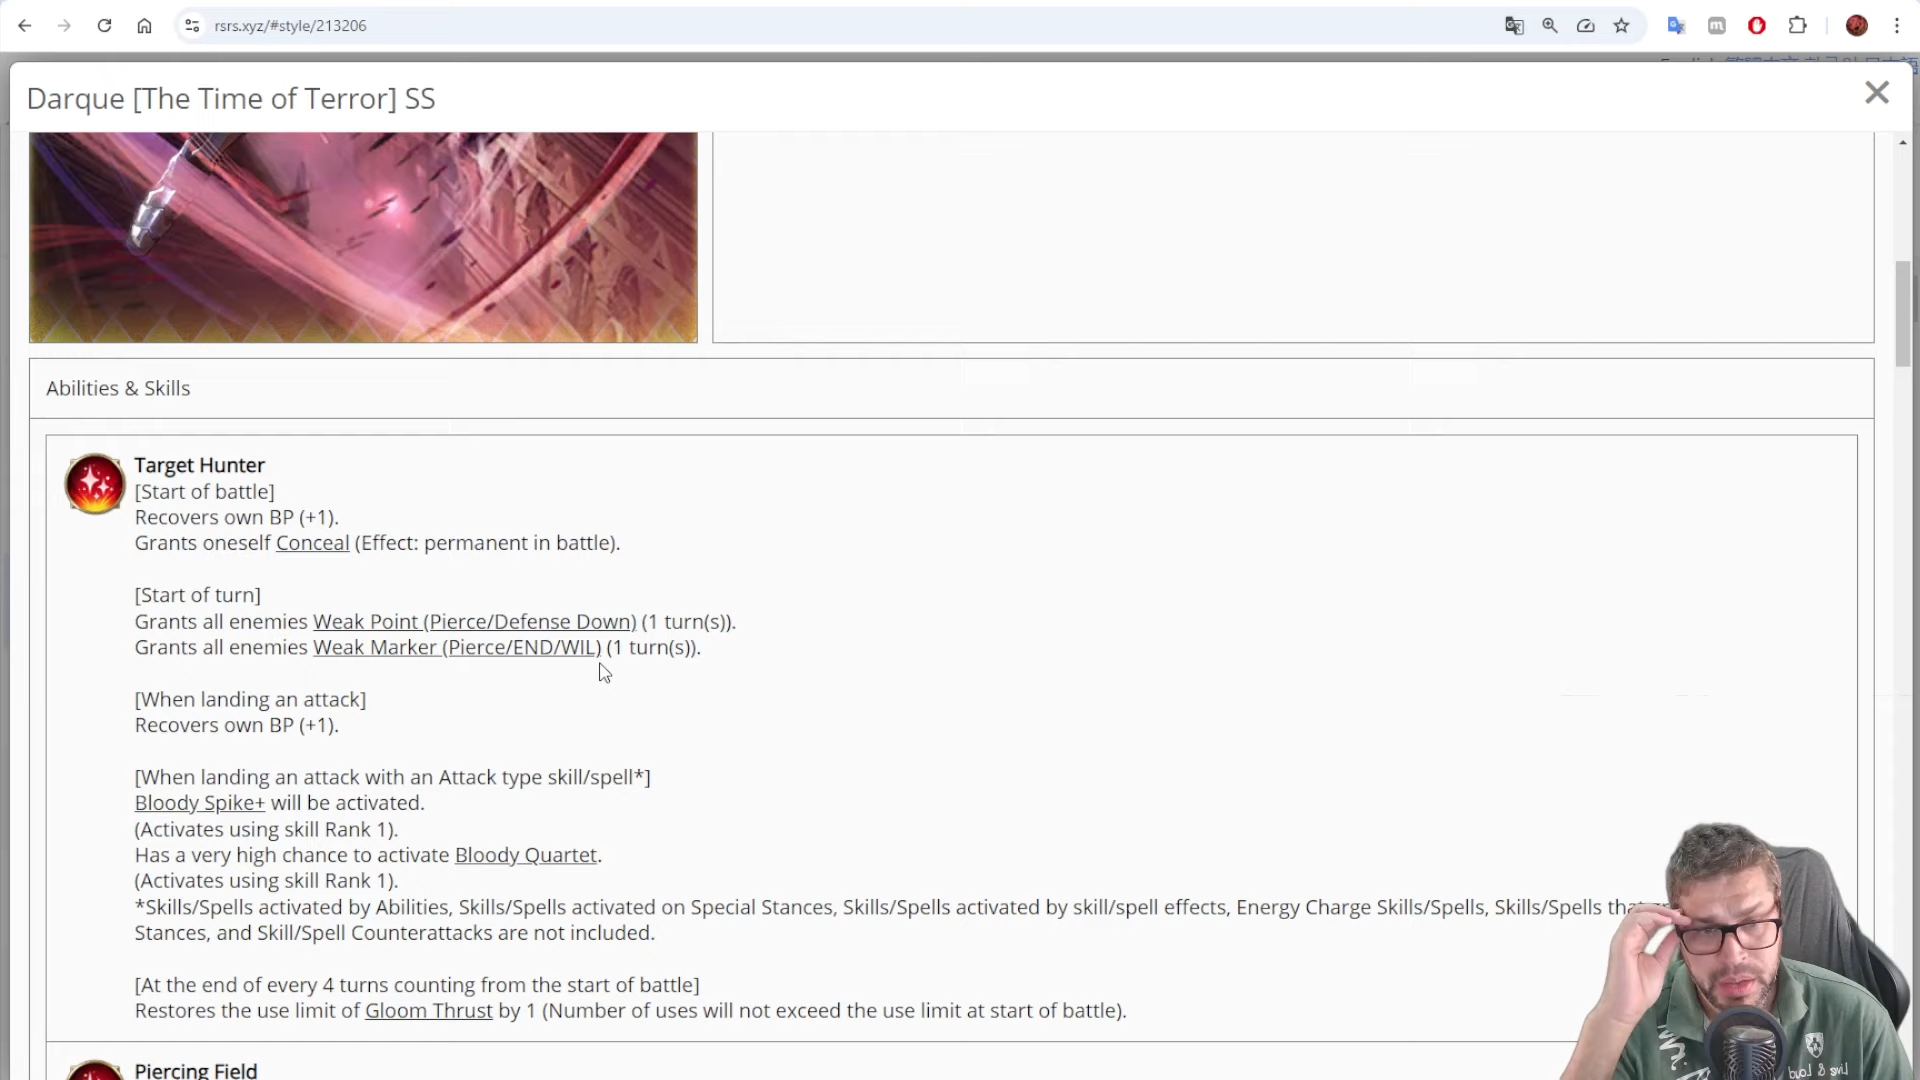 rsrs.xyz/#style/213206
Darque [The Time of Terror] SS
Abilities & Skills
Target Hunter
[Start of battle]
Recovers own BP (+1).
Grants oneself Conceal (Effect: permanent in battle).
[Start of turn]
Grants all enemies Weak Point (Pierce/Defense Down) (1 turn(s)).
Grants all enemies Weak Marker (Pierce/END/WIL) (1 turn(s)).
[When landing an attack]
Recovers own BP (+1).
[When landing an attack with an Attack type skill/spell*]
Bloody Spike+ will be activated.
(Activates using skill Rank 1).
Has a very high chance to activate Bloody Quartet.
(Activates using skill Rank 1).
*Skills/Spells activated by Abilities, Skills/Spells activated on Special Stances, Skills/Spells activated by skill/spell effects, Energy Charge Skills/Spells, Skills/Spells that
Stances, and Skill/Spell Counterattacks are not included.
[At the end of every 4 turns counting from the start of battle]
Restores the use limit of Gloom Thrust by 1 (Number of uses will not exceed the use limit at start of battle).
Piercing Field